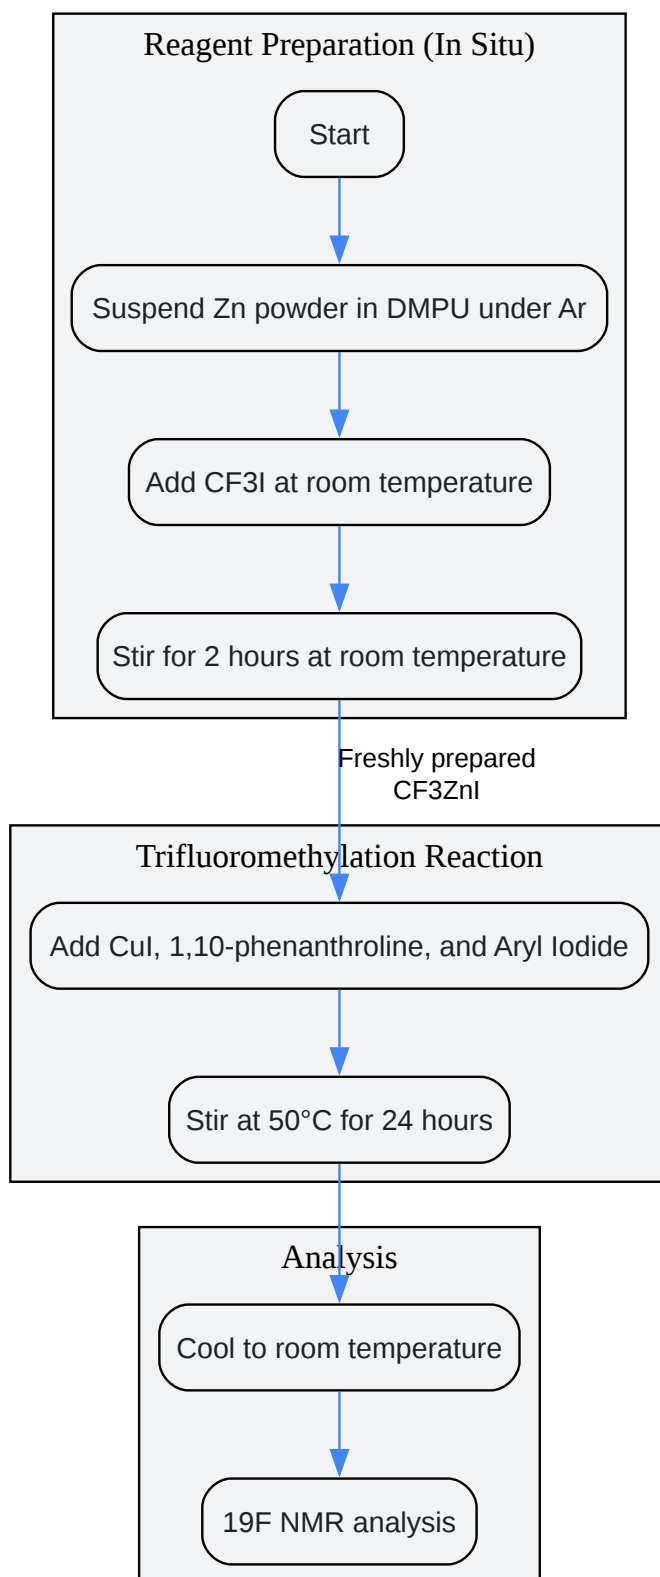 Reagent Preparation (In Situ)
Start
Suspend Zn powder in DMPU under Ar
Add CF3I at room temperature
Stir for 2 hours at room temperature
Freshly prepared
CF3ZnI
Trifluoromethylation Reaction
Add CuI, 1,10-phenanthroline, and Aryl Iodide
Stir at 50°C for 24 hours
Analysis
Cool to room temperature
19F NMR analysis